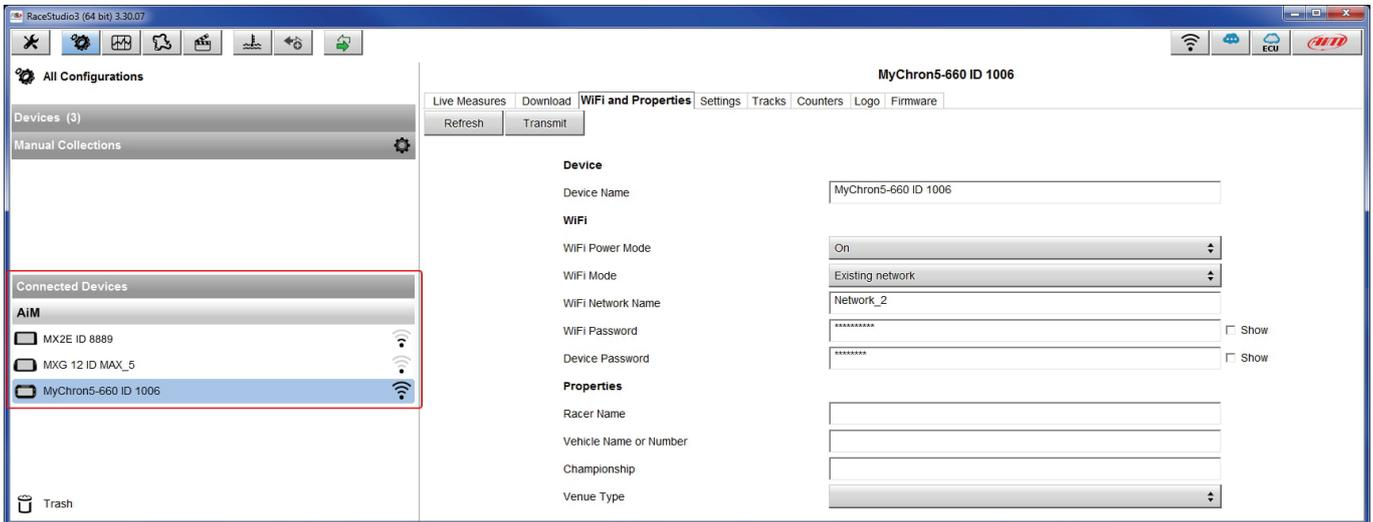 RaceStudio3 (64 bit) 3.30.07
ECU
AiM
All Configurations
Devices (3)
Manual Collections
Connected Devices
AiM
MX2E ID 8889
MXG 12 ID MAX_5
MyChron5-660 ID 1006
Trash
MyChron5-660 ID 1006
Live Measures Download WiFi and Properties Settings Tracks Counters Logo Firmware
Refresh Transmit
Device
Device Name MyChron5-660 ID 1006
WiFi
WiFi Power Mode On
WiFi Mode Existing network
WiFi Network Name Network_2
WiFi Password ********** Show
Device Password ******** Show
Properties
Racer Name
Vehicle Name or Number
Championship
Venue Type